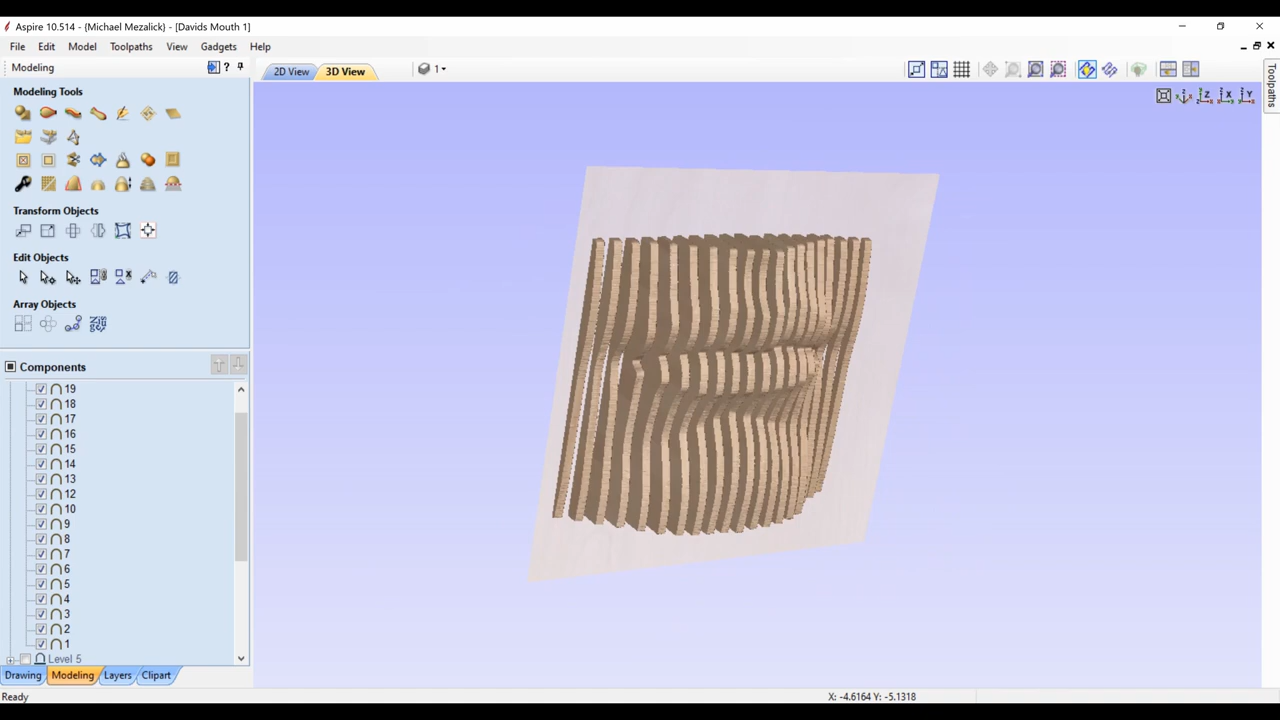 Aspire 10.514 - {Michael Mezalick} - [Davids Mouth 1]
File Edit Model Toolpaths View Gadgets Help
Modeling
2D View 3D View 1
Toolpaths
Modeling Tools
Transform Objects
Edit Objects
Array Objects
Components
19
18
17
16
15
14
13
12
10
9
8
7
6
5
4
3
2
1
Level 5
Drawing Modeling Layers Clipart
Ready X: -4.6164 Y: -5.1318